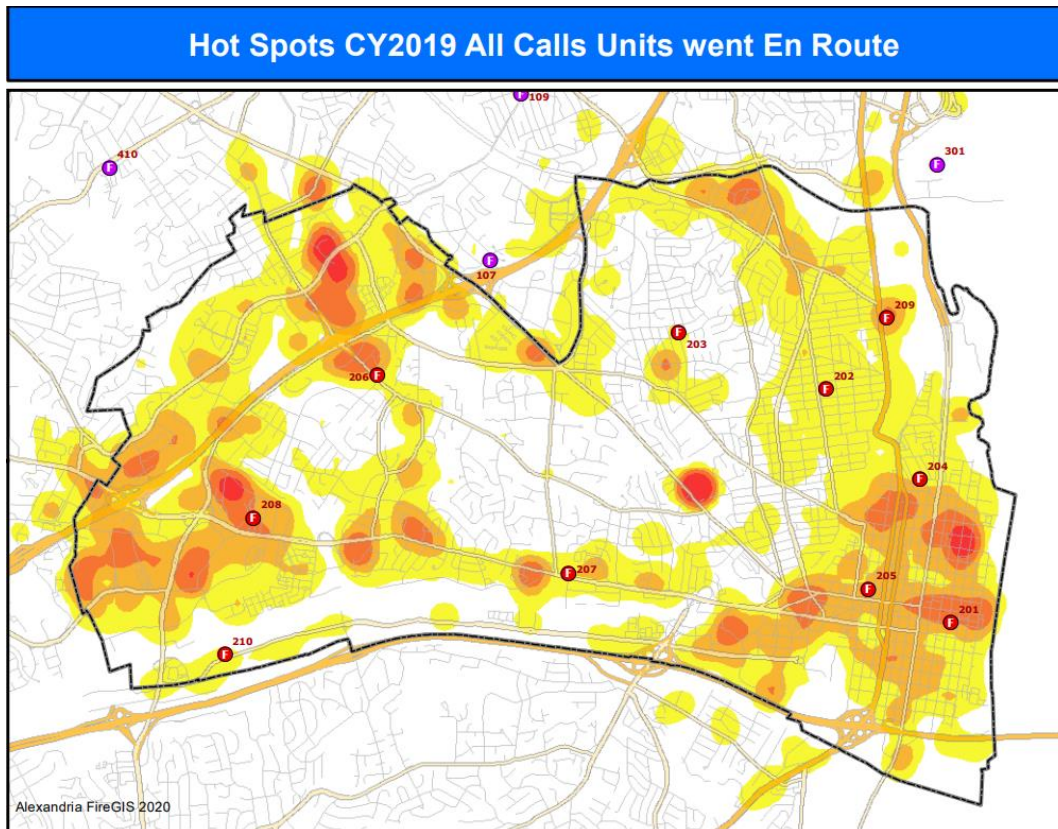 Hot Spots CY2019 All Calls Units went En Route
F 109
F 410
F 301
F 107
F 209
F 203
F 206
F 202
F 204
F 208
F 207
F 205
F 201
F 210
Alexandria FireGIS 2020